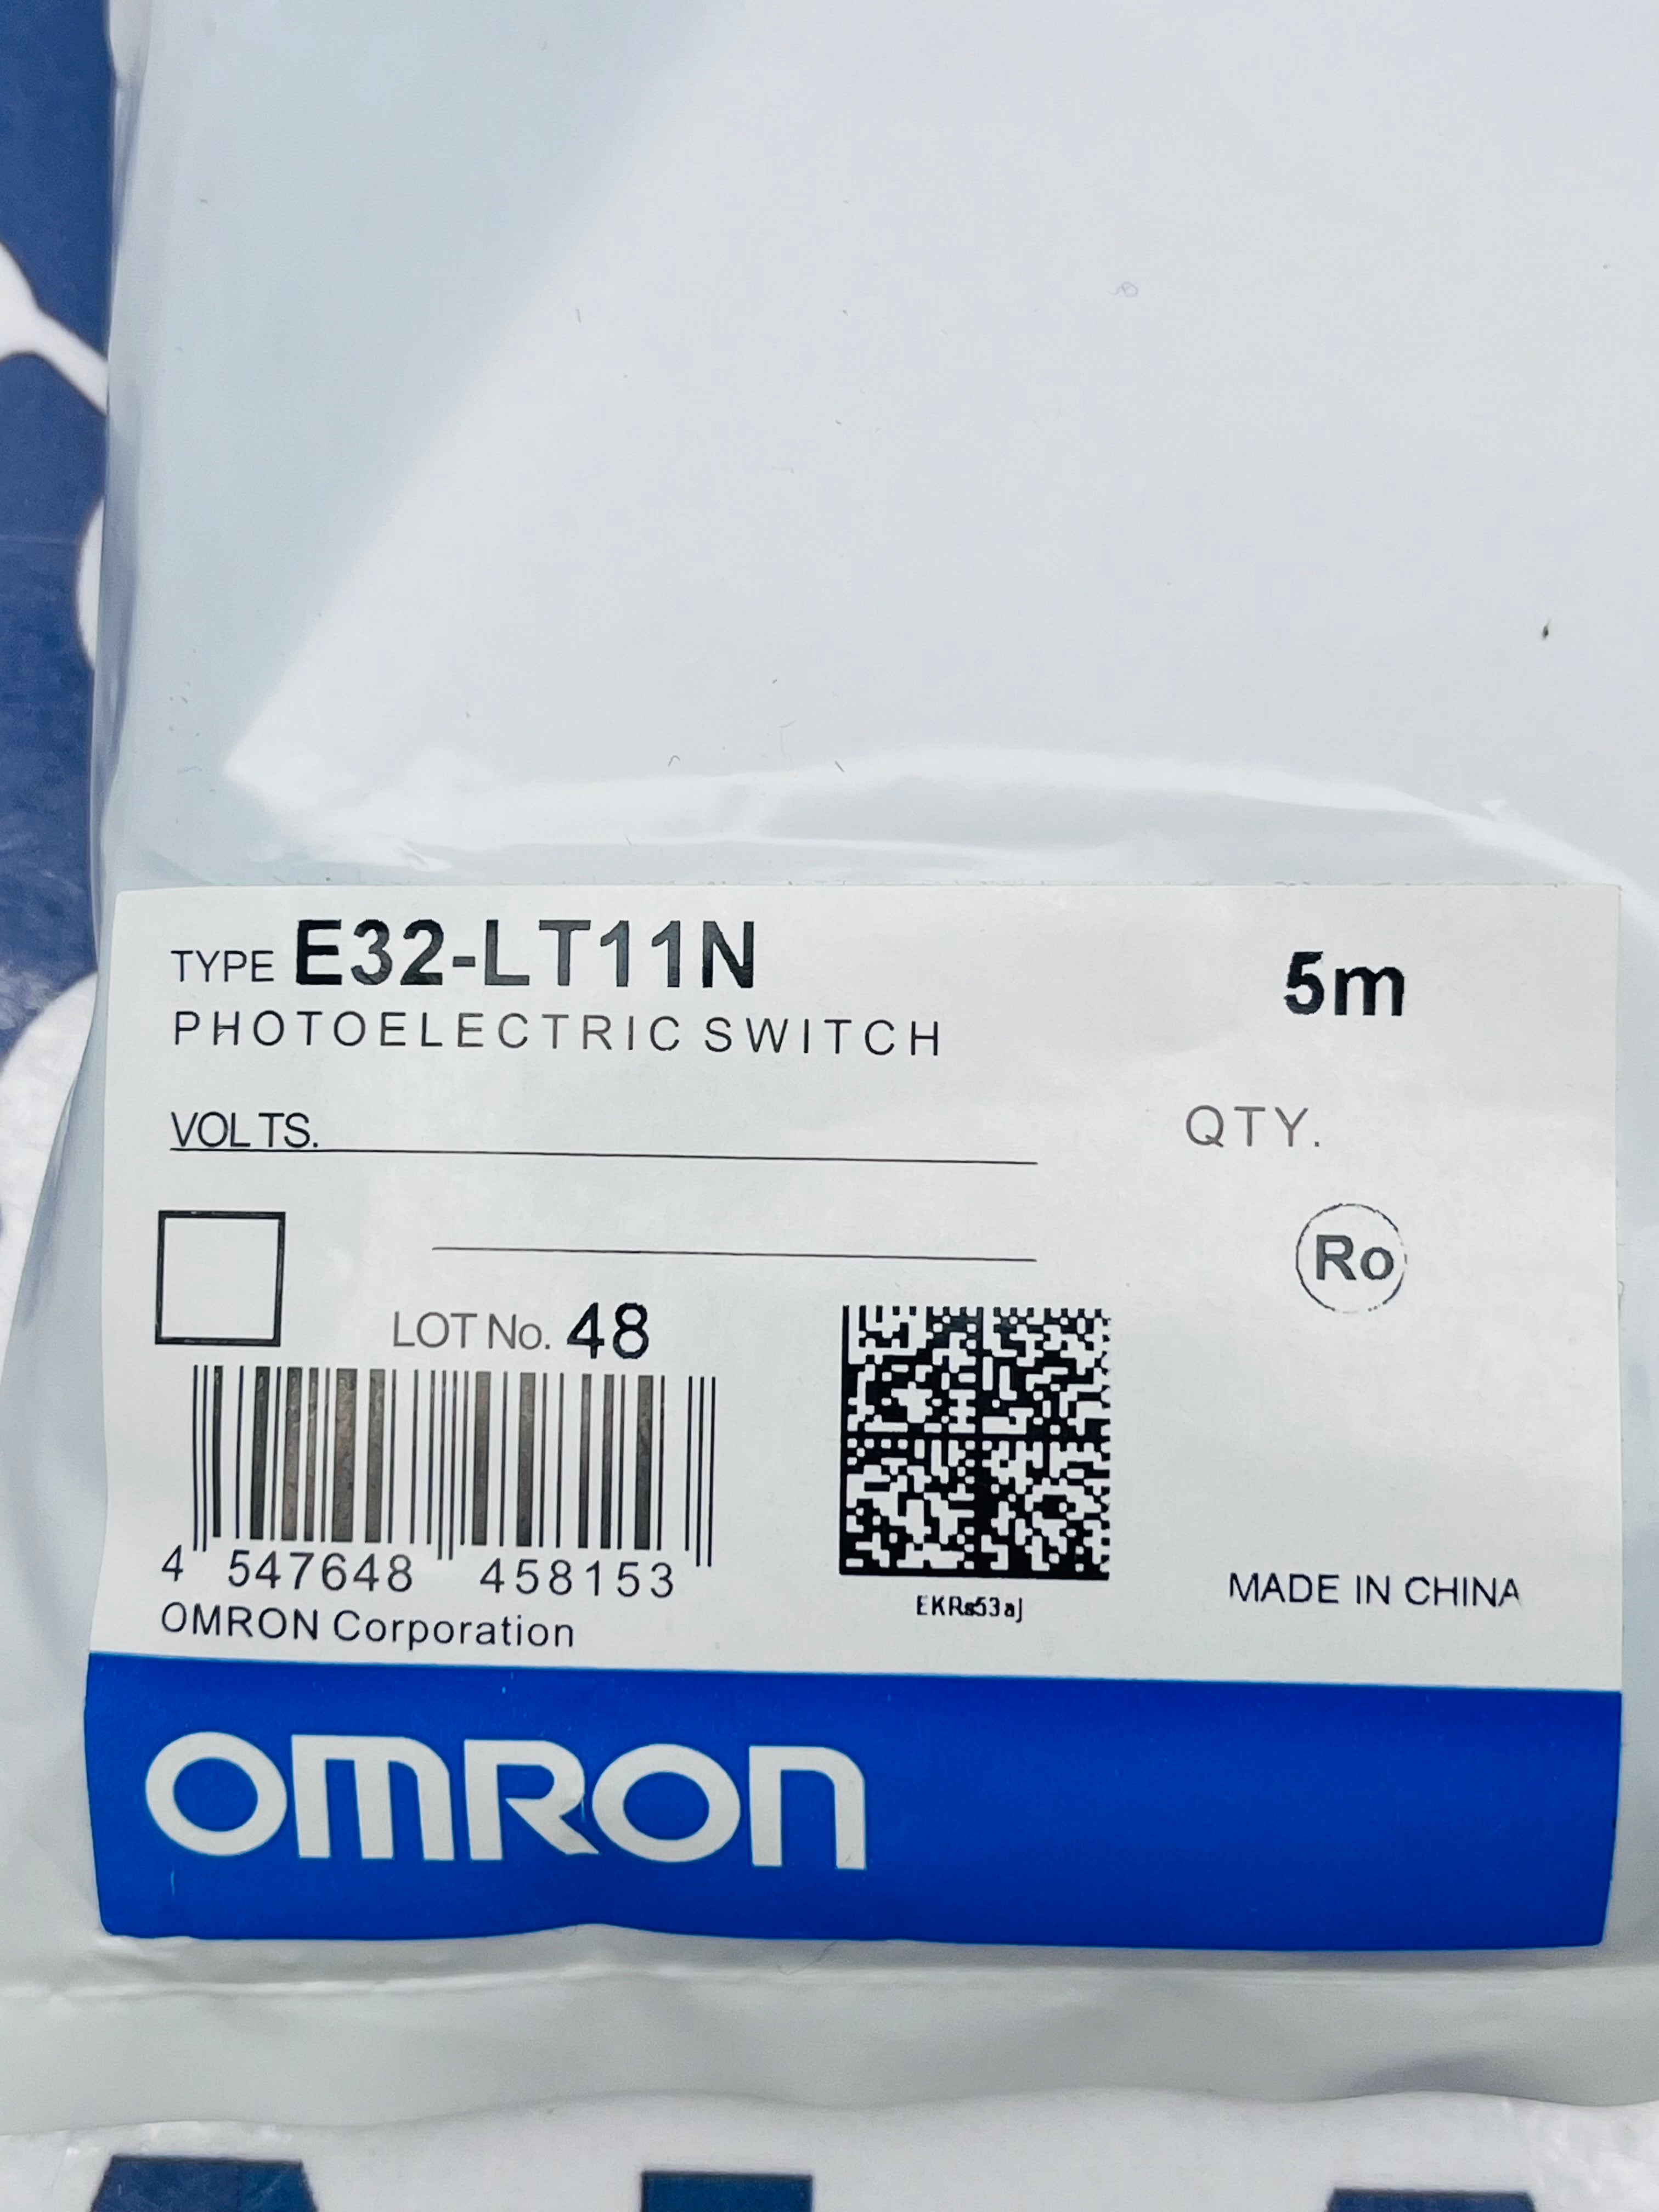 TYPE E32-LT11N 5m
PHOTOELECTRIC SWITCH
VOLTS. QTY.
Ro
LOT No. 48
4 547648 458153
EKRs53aJ
MADE IN CHINA
OMRON Corporation
OMRON